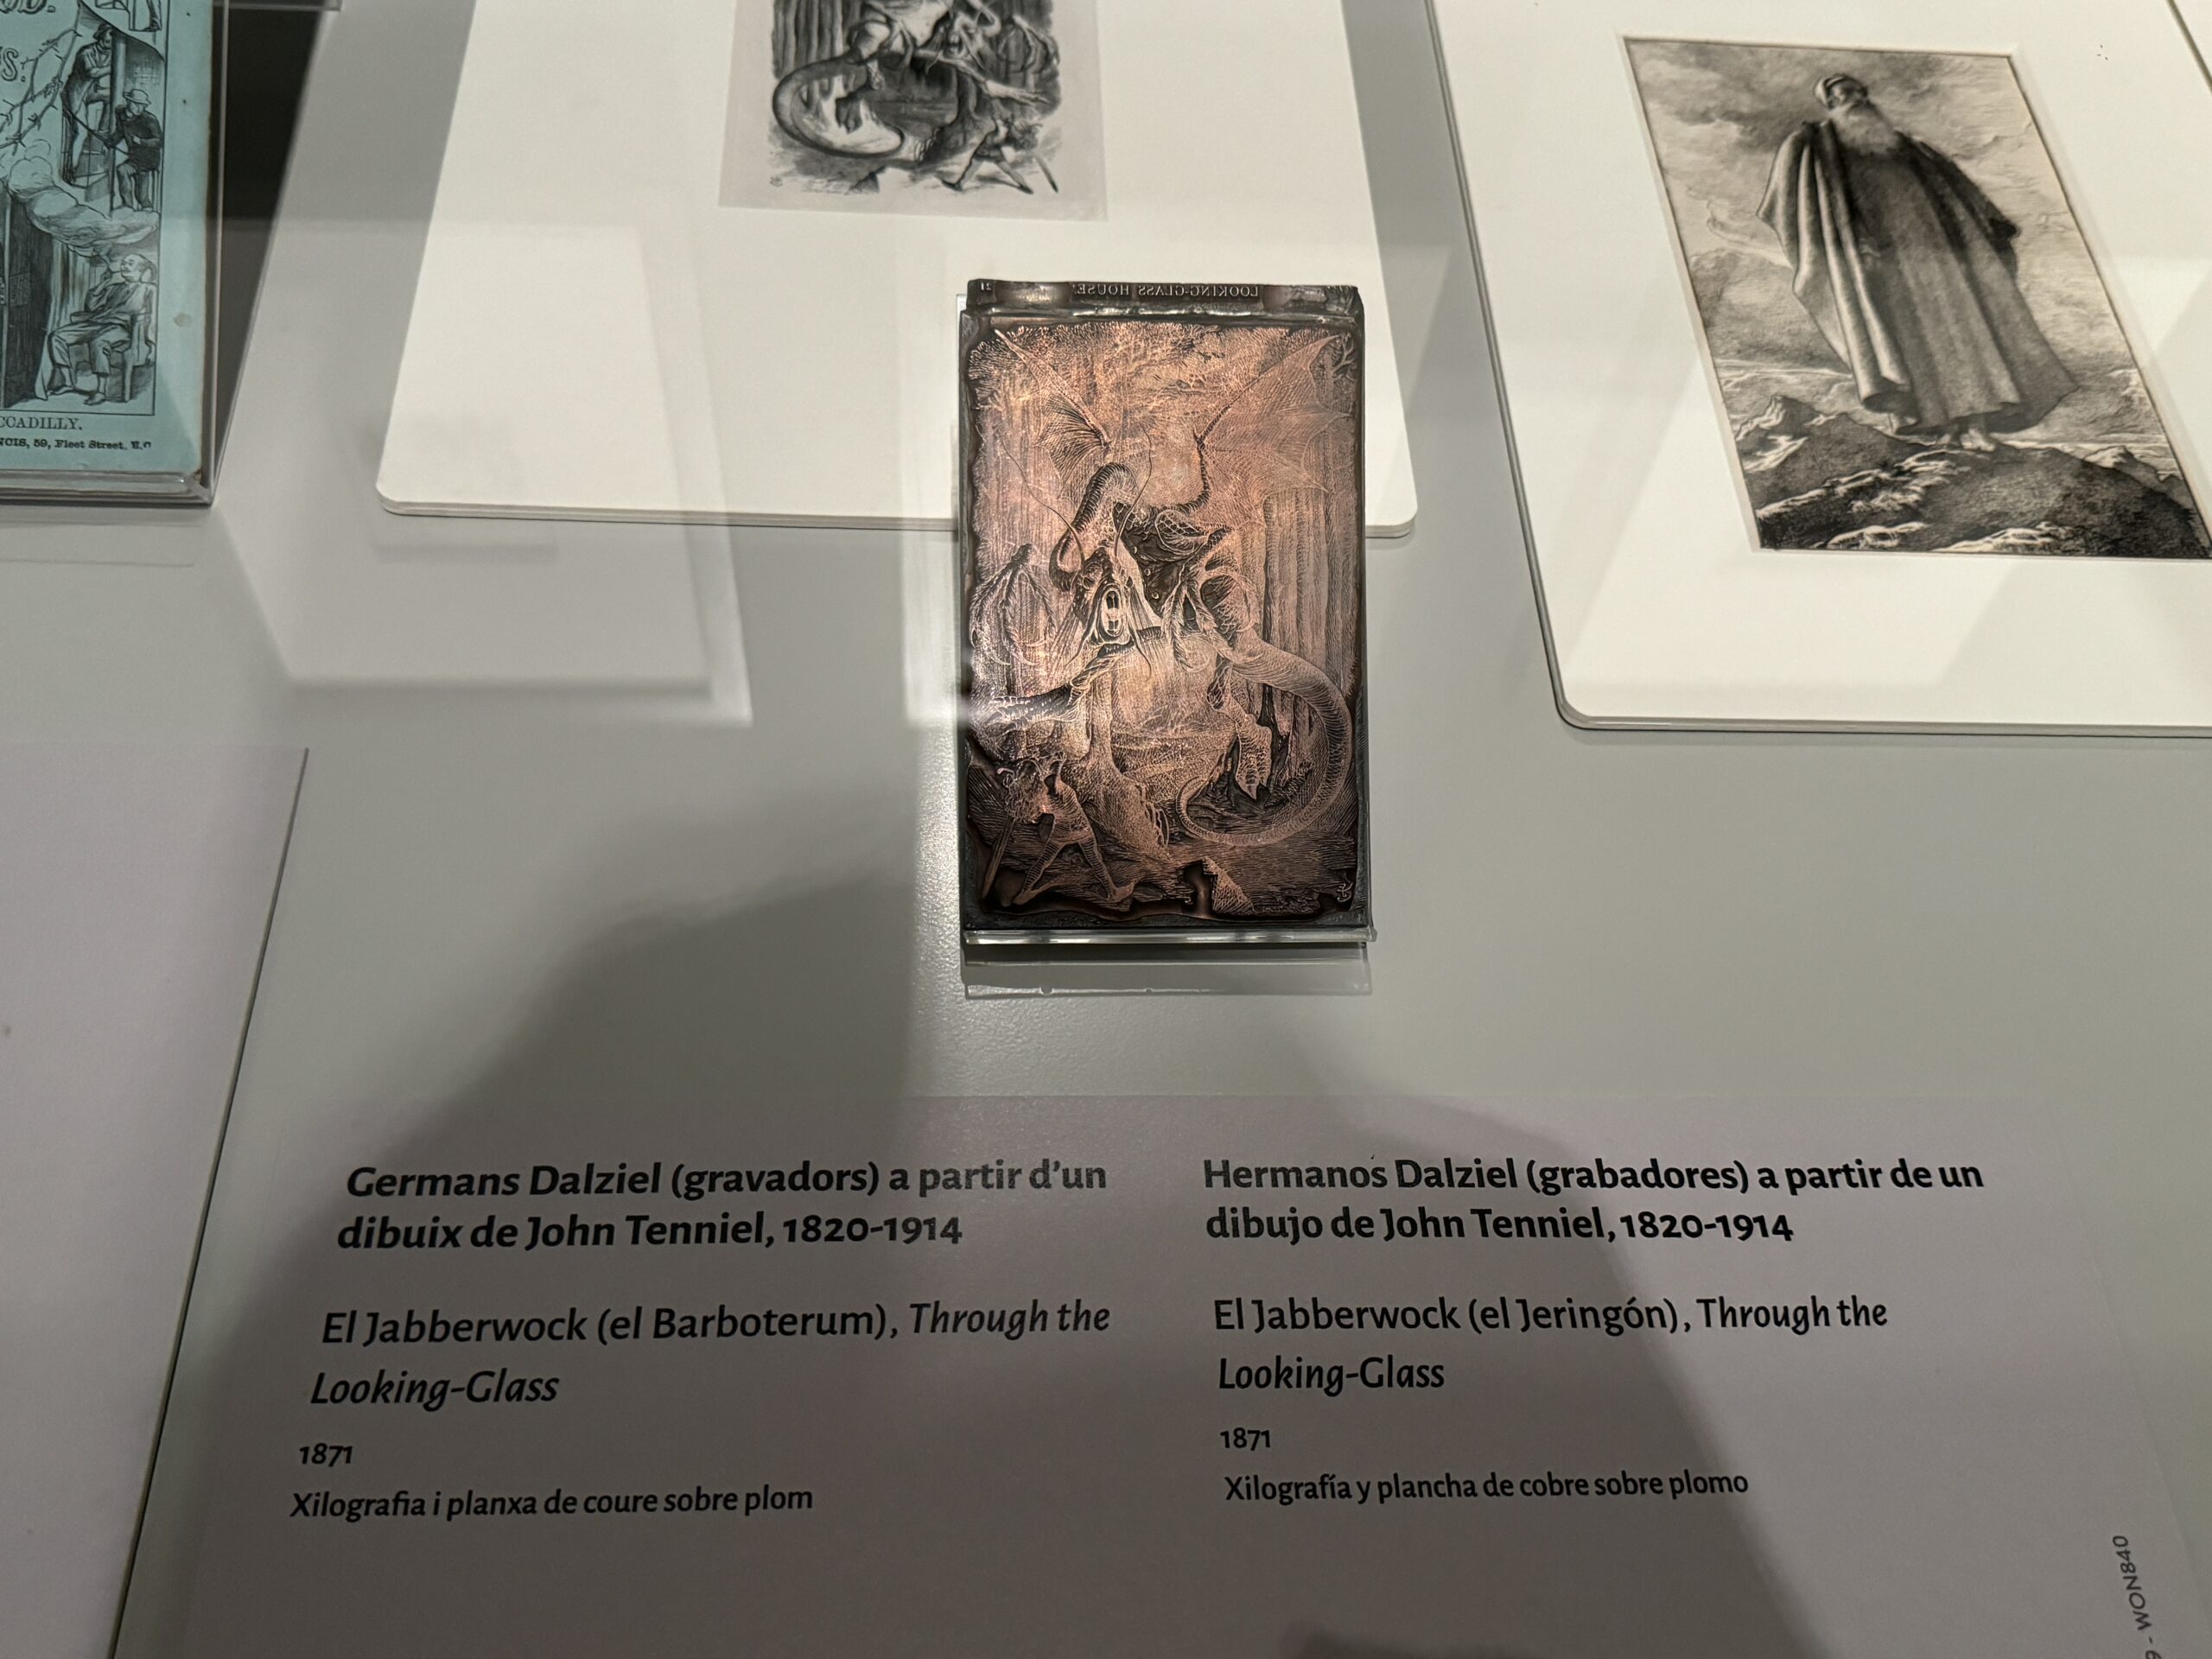 CCADILLY.
59, Fleet Street. E.C
LOOKING-GLASS HOUSE. 21
Germans Dalziel (gravadors) a partir d'un
dibuix de John Tenniel, 1820-1914
El Jabberwock (el Barboterum), Through the
Looking-Glass
1871
Xilografia i planxa de coure sobre plom
Hermanos Dalziel (grabadores) a partir de un
dibujo de John Tenniel, 1820-1914
El Jabberwock (el Jeringón), Through the
Looking-Glass
1871
Xilografía y plancha de cobre sobre plomo
9 - WON840